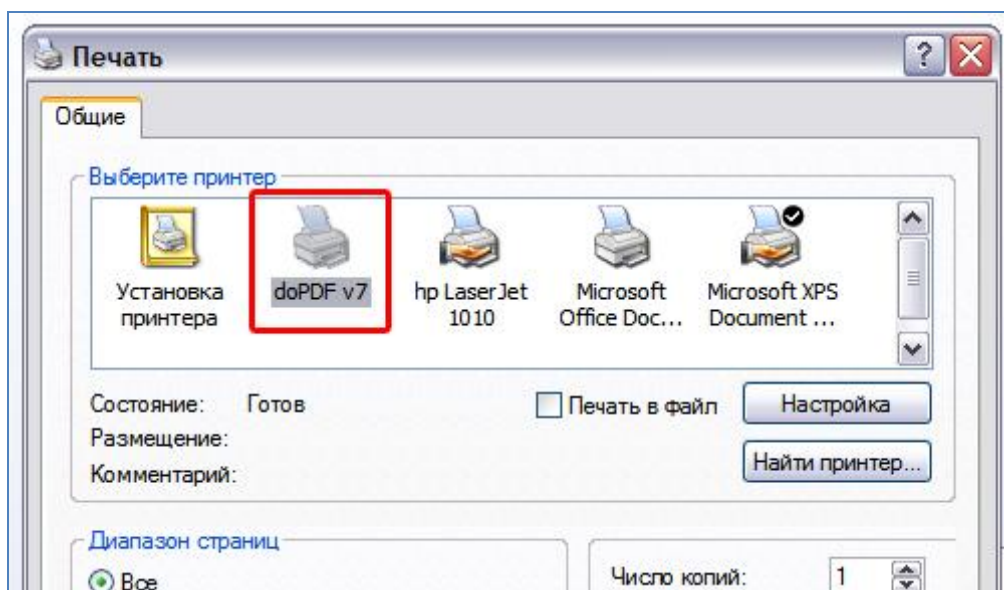 Печать
Общие
Выберите принтер
Установка принтера
doPDF v7
hp LaserJet 1010
Microsoft Office Doc...
Microsoft XPS Document ...
Состояние: Готов
Печать в файл
Настройка
Размещение:
Найти принтер...
Комментарий:
Диапазон страниц
Все
Число копий: 1